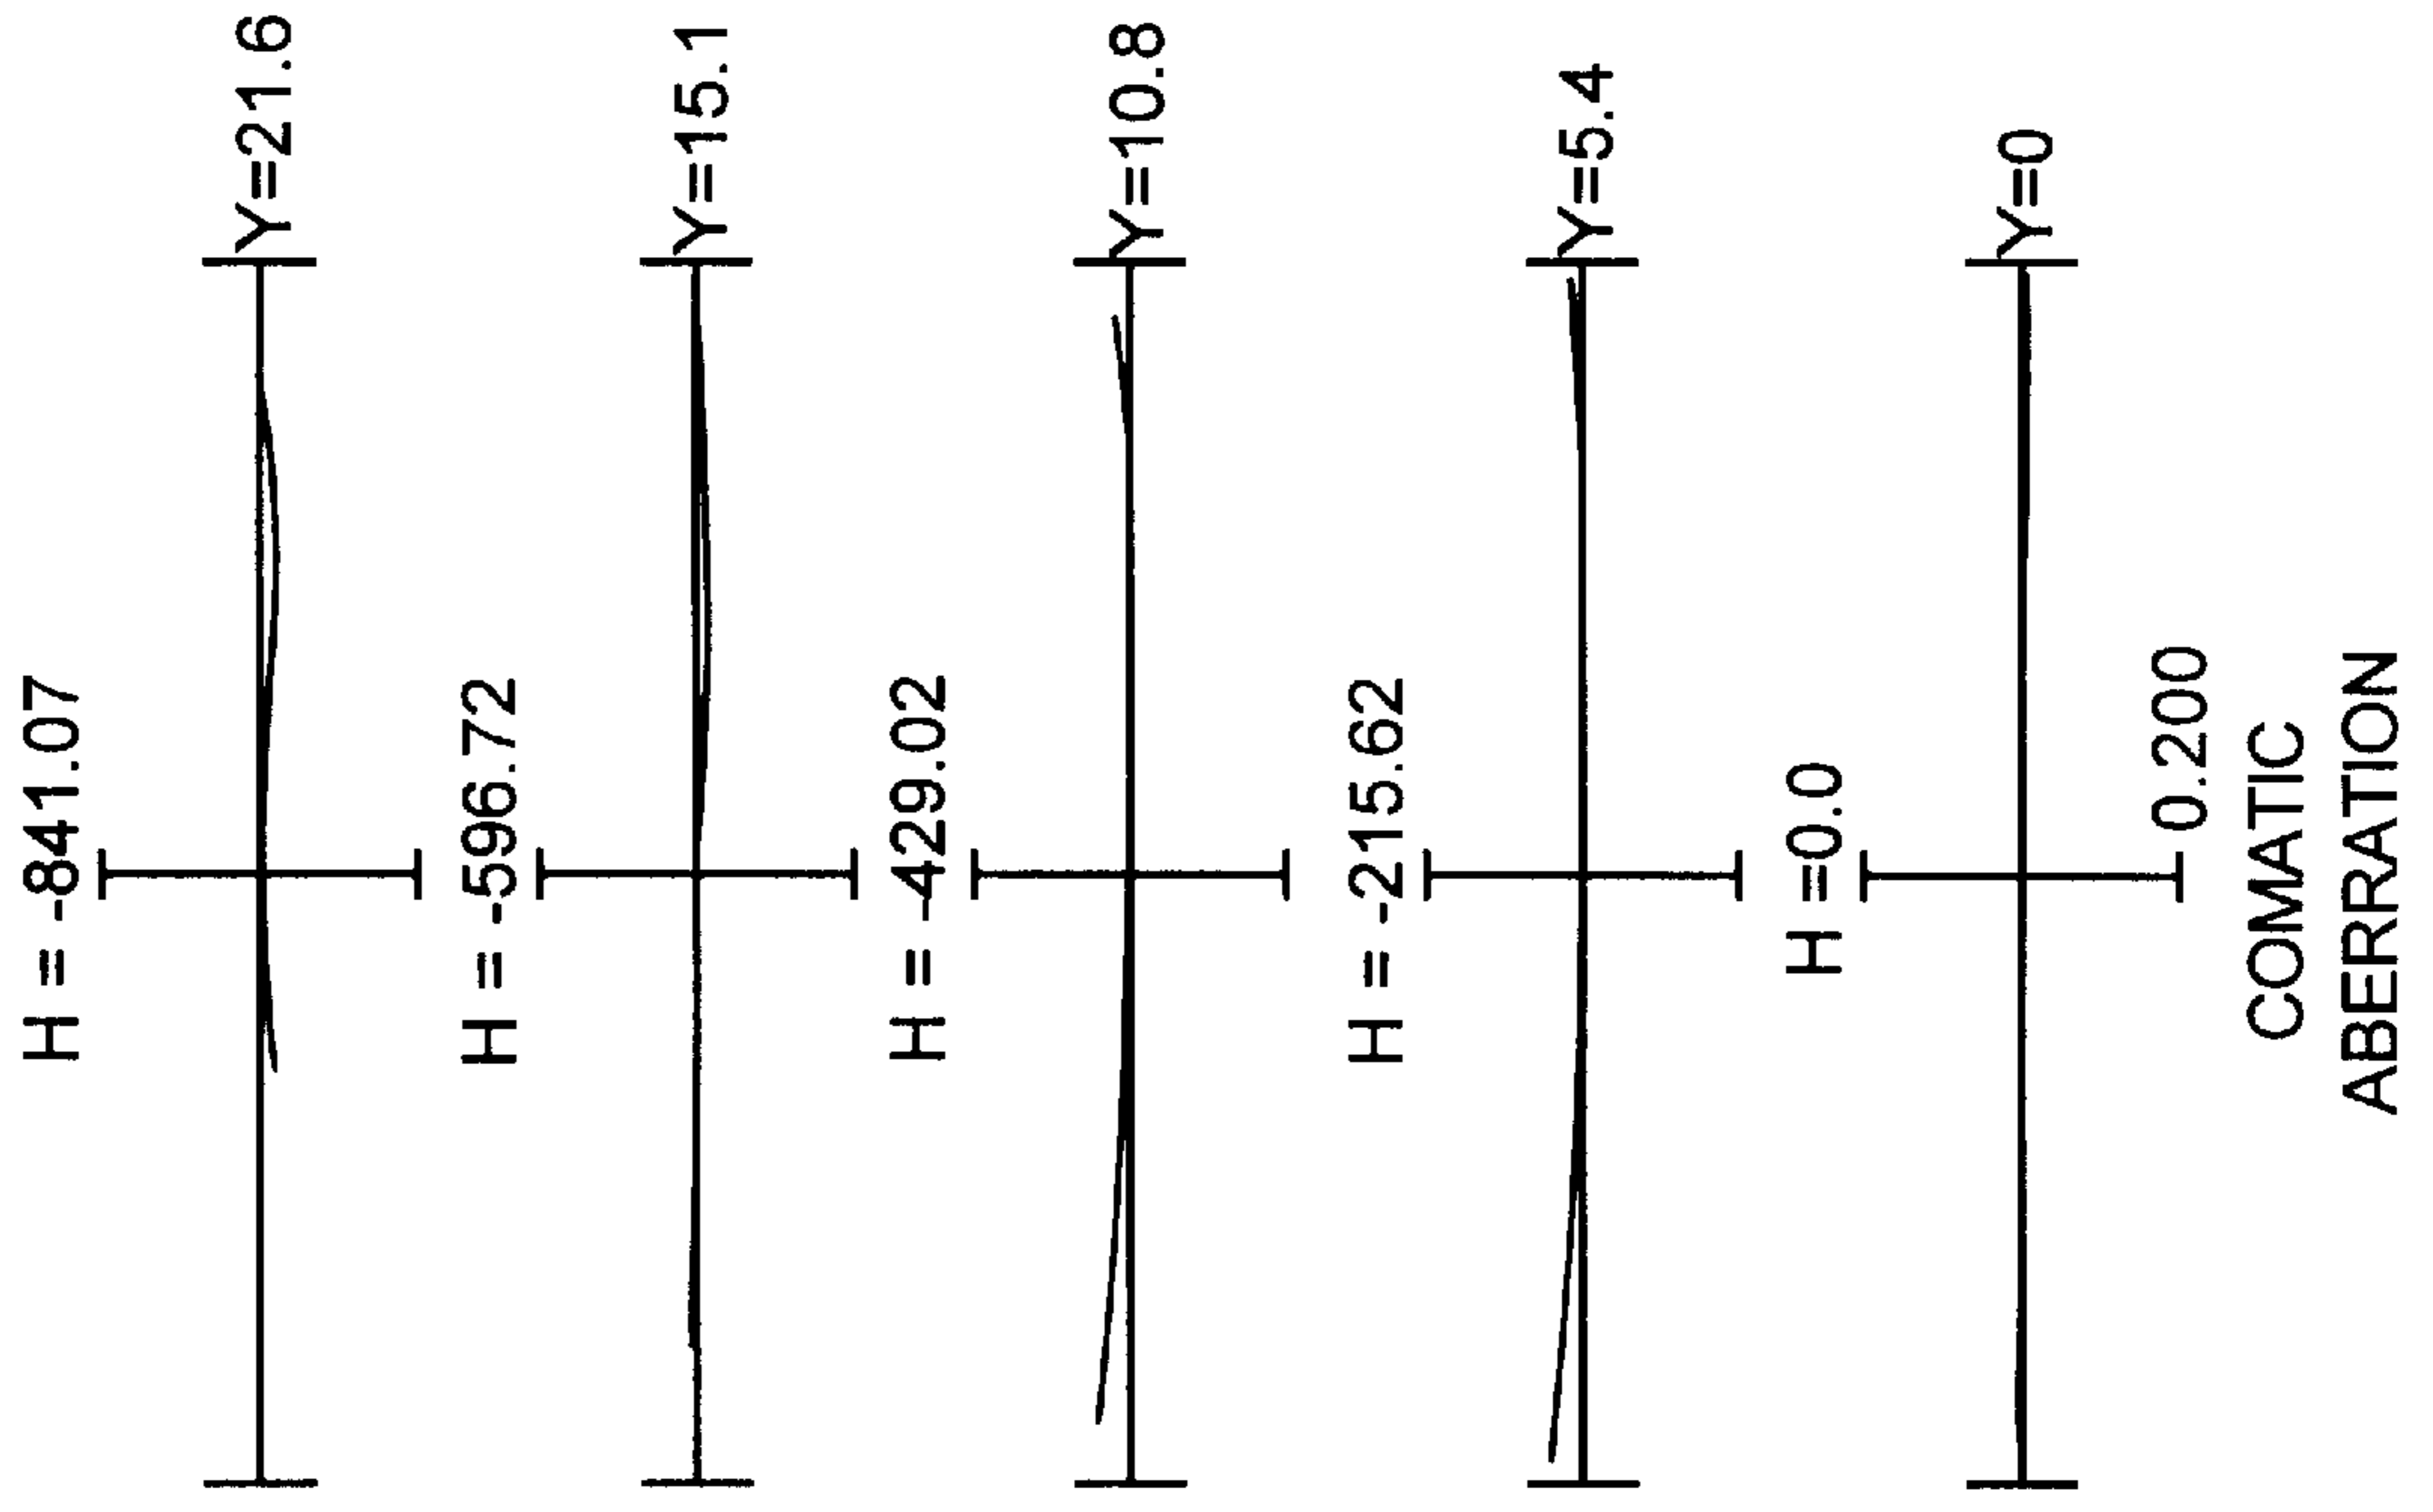 H = -841.07
Y=21.6
H = -596.72
Y=15.1
H = -429.02
Y=10.8
H = -215.62
Y=5.4
H =0.0
Y=0
0.200
COMATIC
ABERRATION